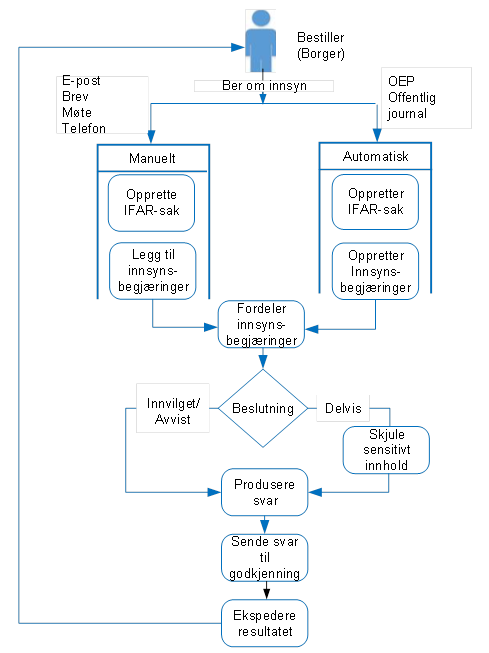 Bestiller
(Borger)
Ber om innsyn
E-post
Brev
Møte
Telefon
OEP
Offentlig
journal
Manuelt
Opprette
IFAR-sak
Legg til
innsyns-
begjæringer
Automatisk
Oppretter
IFAR-sak
Oppretter
Innsyns-
begjæringer
Fordeler
innsyns-
begjæringer
Beslutning
Innvilget/
Avvist
Delvis
Skjule
sensitivt
innhold
Produsere
svar
Sende svar
til
godkjenning
Ekspedere
resultatet